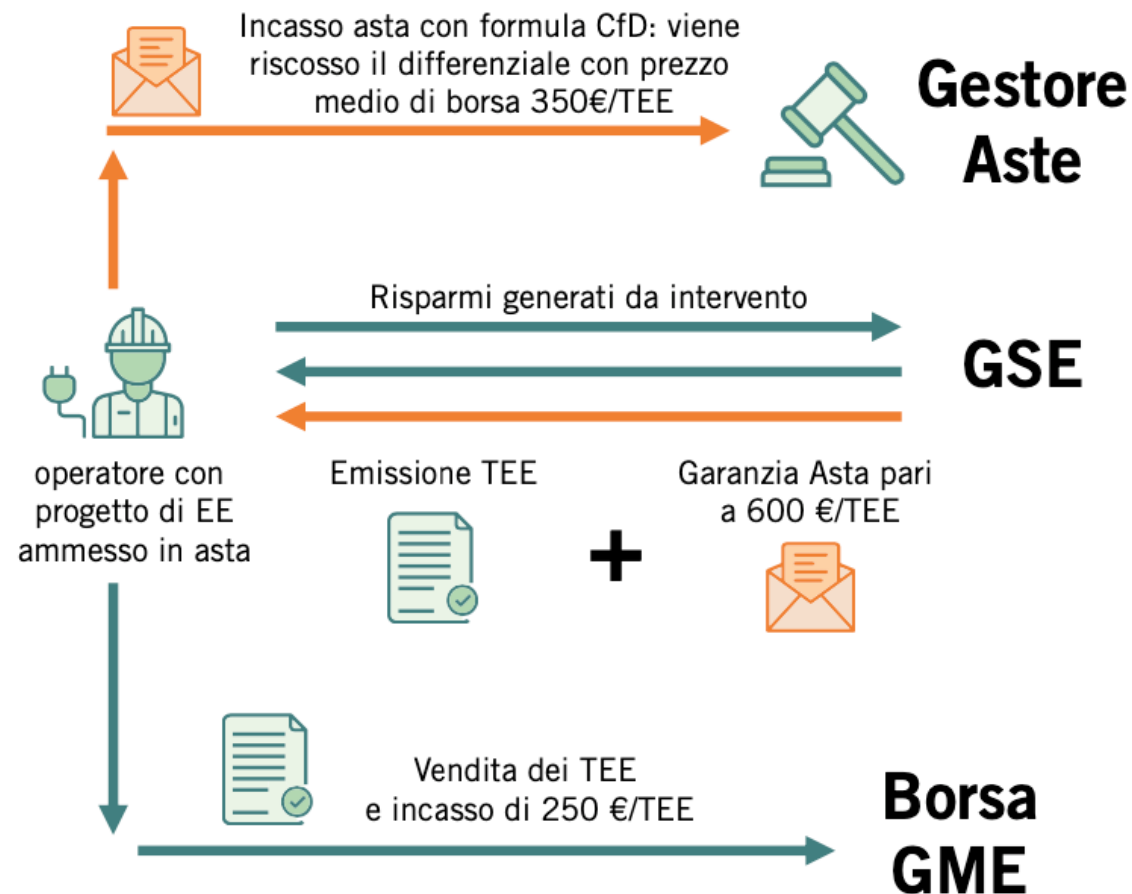 Incasso asta con formula CfD: viene
riscosso il differenziale con prezzo
medio di borsa 350€/TEE
Gestore
Aste
Risparmi generati da intervento
GSE
operatore con
progetto di EE
ammesso in asta
Emissione TEE
+
Garanzia Asta pari
a 600 €/TEE
Vendita dei TEE
e incasso di 250 €/TEE
Borsa
GME